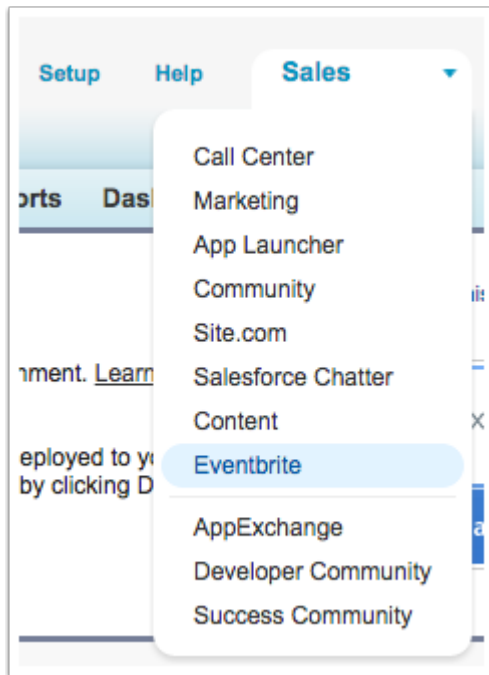 Setup Help Sales
Call Center
orts Das
Marketing
App Launcher
Community
Site.com
nment. Learn
Salesforce Chatter
Content
eployed to yo
Eventbrite
by clicking D
AppExchange
Developer Community
Success Community